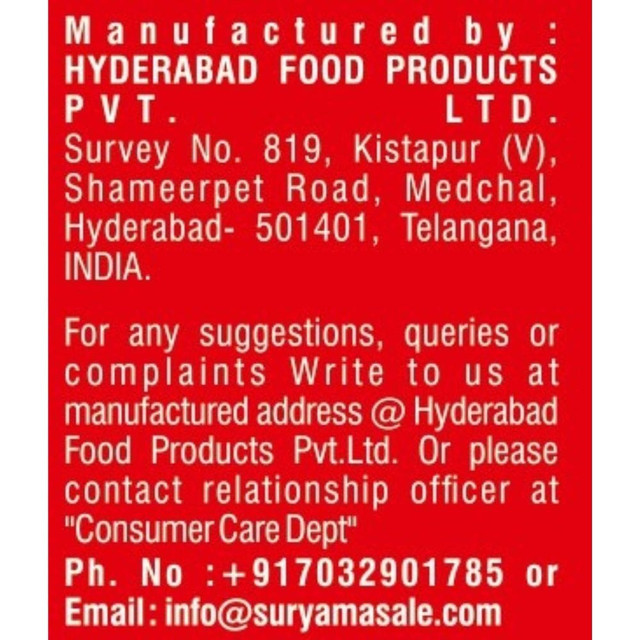 Manufactured by :
HYDERABAD FOOD PRODUCTS
PVT. LTD.
Survey No. 819, Kistapur (V),
Shameerpet Road, Medchal,
Hyderabad- 501401, Telangana,
INDIA.
For any suggestions, queries or
complaints Write to us at
manufactured address @ Hyderabad
Food Products Pvt.Ltd. Or please
contact relationship officer at
"Consumer Care Dept"
Ph. No :+917032901785 or
Email : info@suryamasale.com